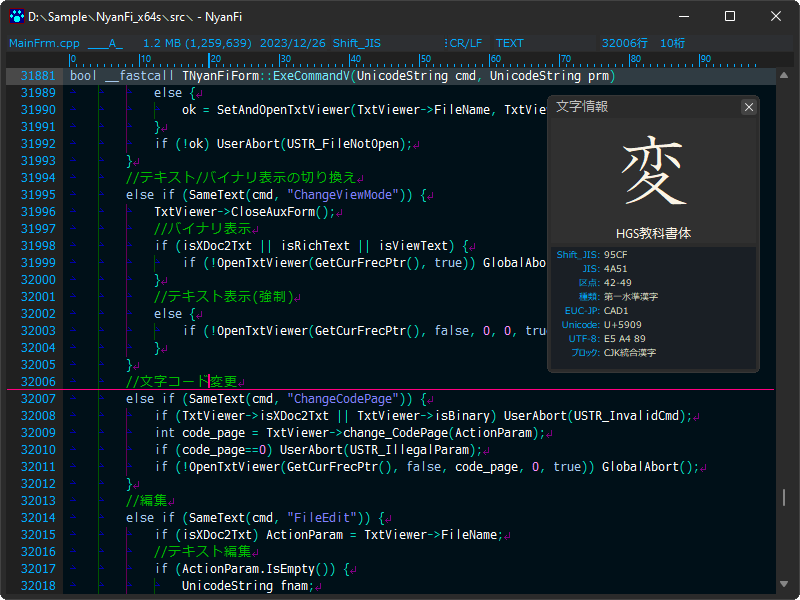 D:\Sample\NyanFi_x64s\src\ - NyanFi
MainFrm.cpp ___A_ 1.2 MB (1,259,639) 2023/12/26 Shift_JIS :CR/LF TEXT 32006行 10桁
0 10 20 30 40 50 60 70 80 90
31881 bool __fastcall TNyanFiForm::ExeCommandV(UnicodeString cmd, UnicodeString prm)
31989 else {
31990 ok = SetAndOpenTxtViewer(TxtViewer->FileName, TxtVie
31991 }
31992 if (!ok) UserAbort(USTR_FileNotOpen);
31993 }
31994 //テキスト/バイナリ表示の切り換え
31995 else if (SameText(cmd, "ChangeViewMode")) {
31996 TxtViewer->CloseAuxForm();
31997 //バイナリ表示
31998 if (isXDoc2Txt || isRichText || isViewText) {
31999 if (!OpenTxtViewer(GetCurFrecPtr(), true)) GlobalAbo
32000 }
32001 //テキスト表示(強制)
32002 else {
32003 if (!OpenTxtViewer(GetCurFrecPtr(), false, 0, 0, tru
32004 }
32005 }
32006 //文字コード変更
32007 else if (SameText(cmd, "ChangeCodePage")) {
32008 if (TxtViewer->isXDoc2Txt || TxtViewer->isBinary) UserAbort(USTR_InvalidCmd);
32009 int code_page = TxtViewer->change_CodePage(ActionParam);
32010 if (code_page==0) UserAbort(USTR_IllegalParam);
32011 if (!OpenTxtViewer(GetCurFrecPtr(), false, code_page, 0, true)) GlobalAbort();
32012 }
32013 //編集
32014 else if (SameText(cmd, "FileEdit")) {
32015 if (isXDoc2Txt) ActionParam = TxtViewer->FileName;
32016 //テキスト編集
32017 if (ActionParam.IsEmpty()) {
32018 UnicodeString fnam;
文字情報
変
HGS教科書体
Shift_JIS: 95CF
JIS: 4A51
区点: 42-49
種類: 第一水準漢字
EUC-JP: CAD1
Unicode: U+5909
UTF-8: E5 A4 89
ブロック: CJK統合漢字